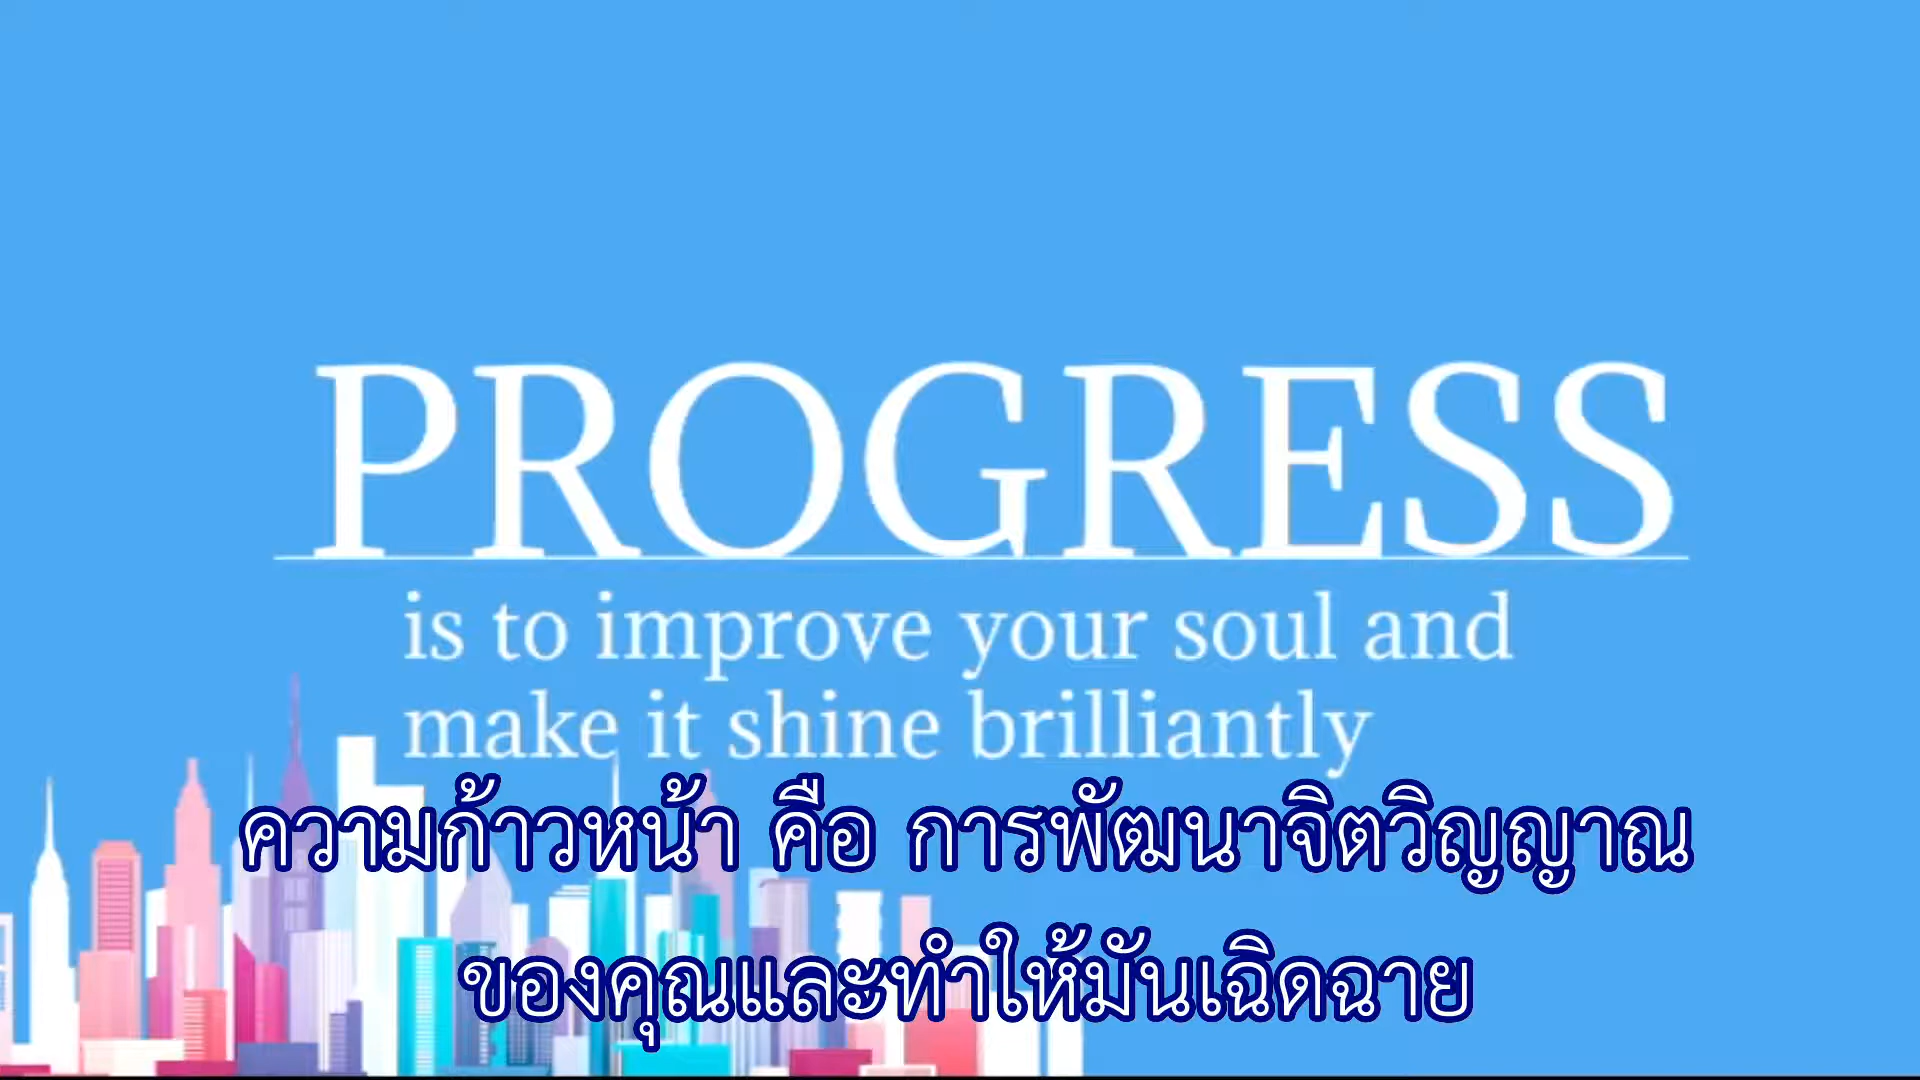 PROGRESS
is to improve your soul and
make it shine brilliantly
ความก้าวหน้า คือ การพัฒนาจิตวิญญาณ
ของคุณและทำให้มันเฉิดฉาย